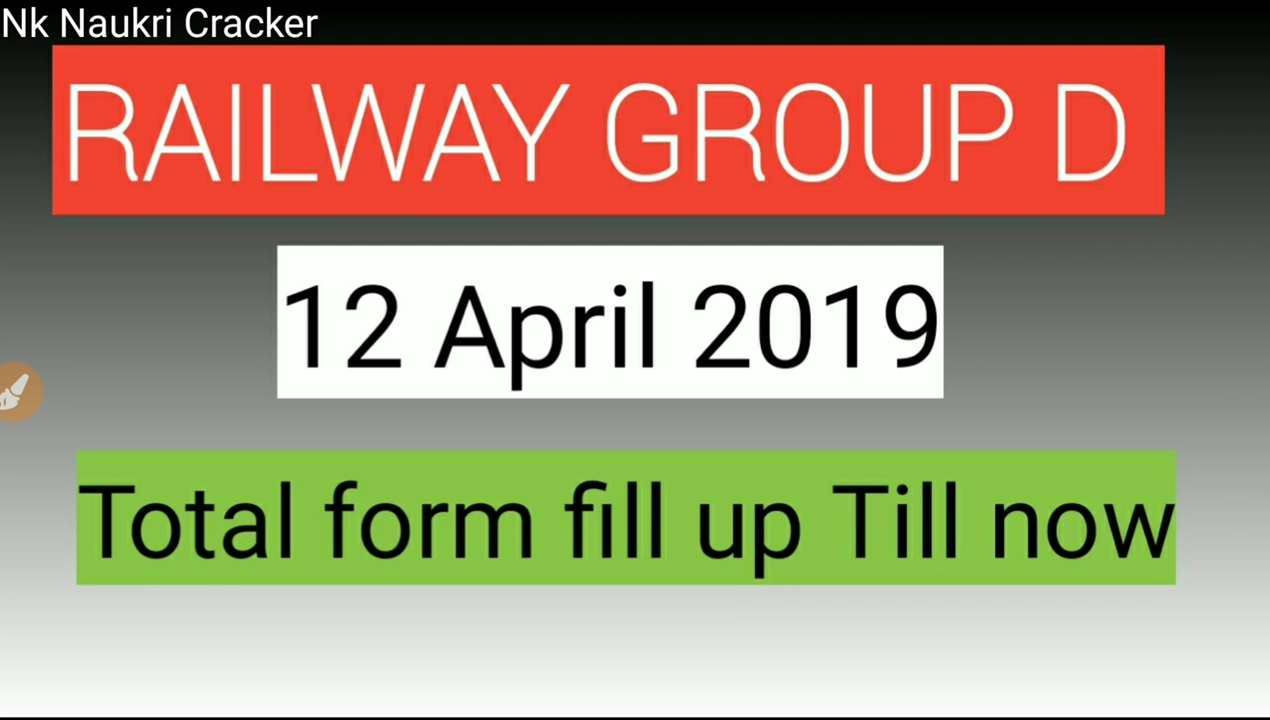 Nk Naukri Cracker
RAILWAY GROUP D
12 April 2019
Total form fill up Till now